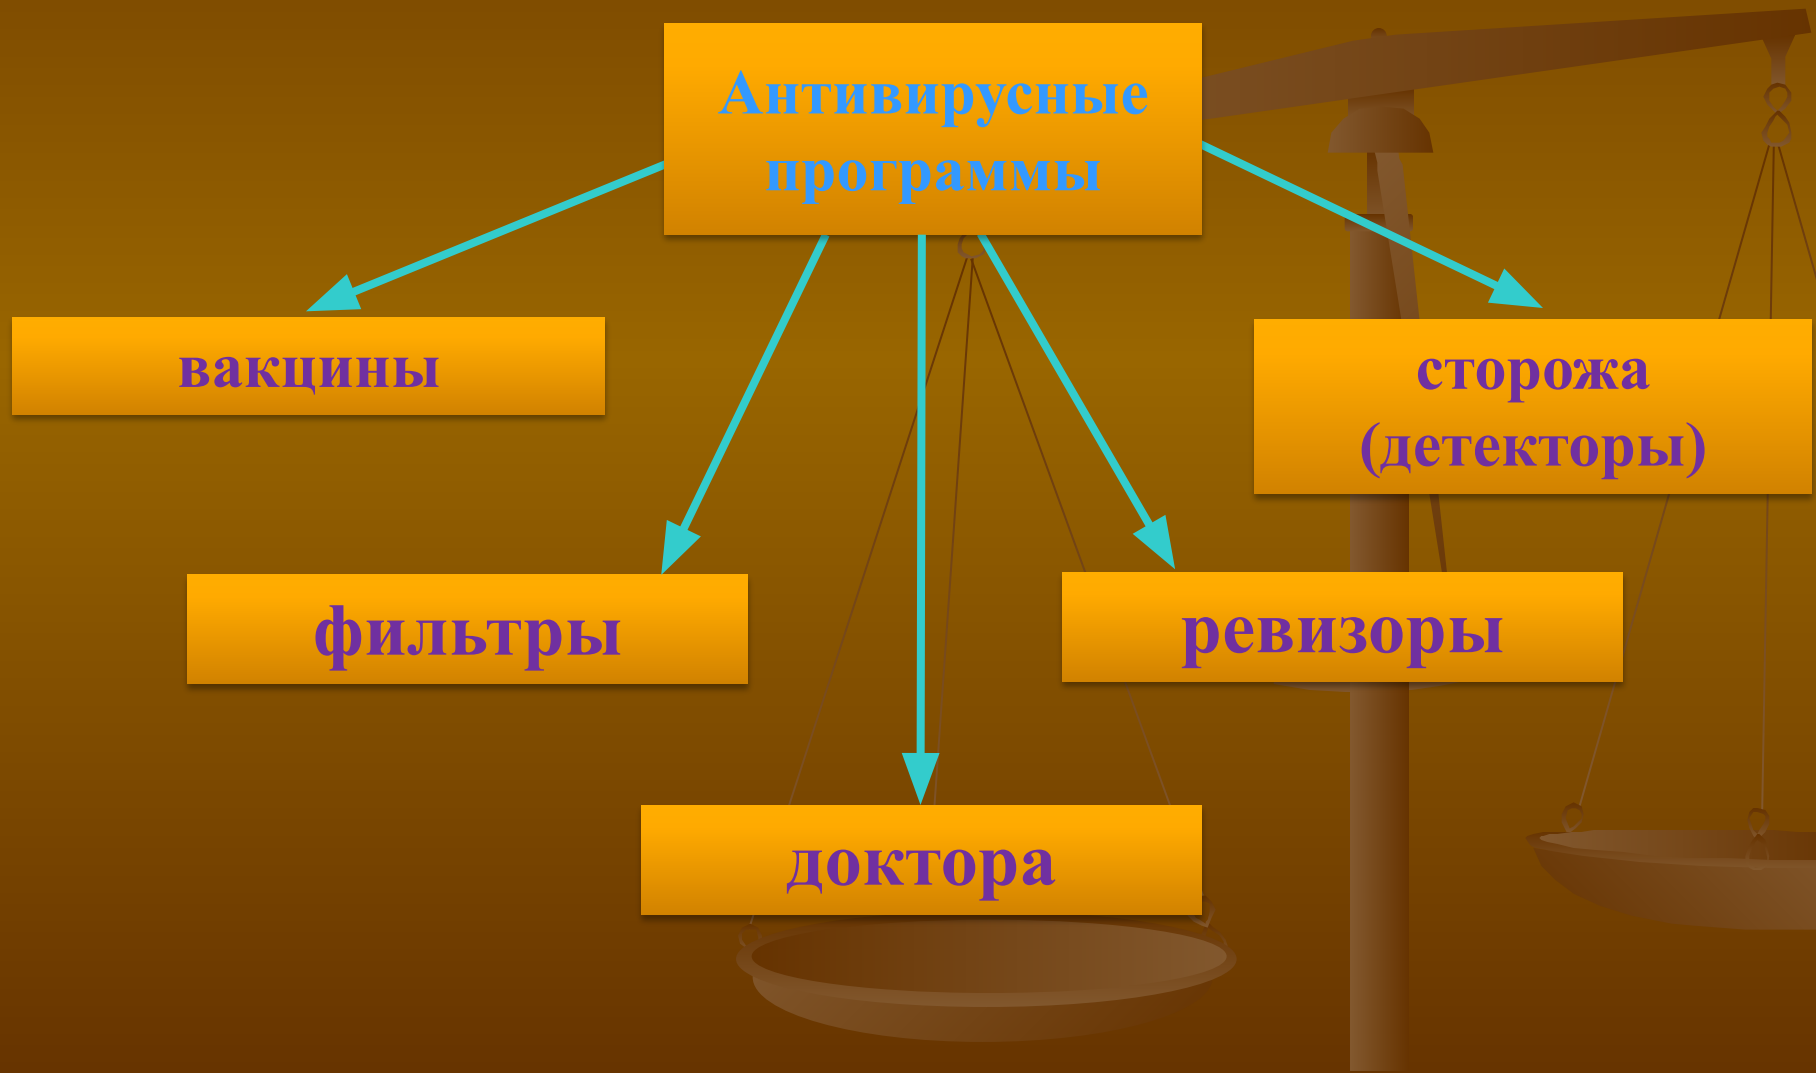 Антивирусные
программы
вакцины
сторожа
(детекторы)
фильтры
ревизоры
доктора